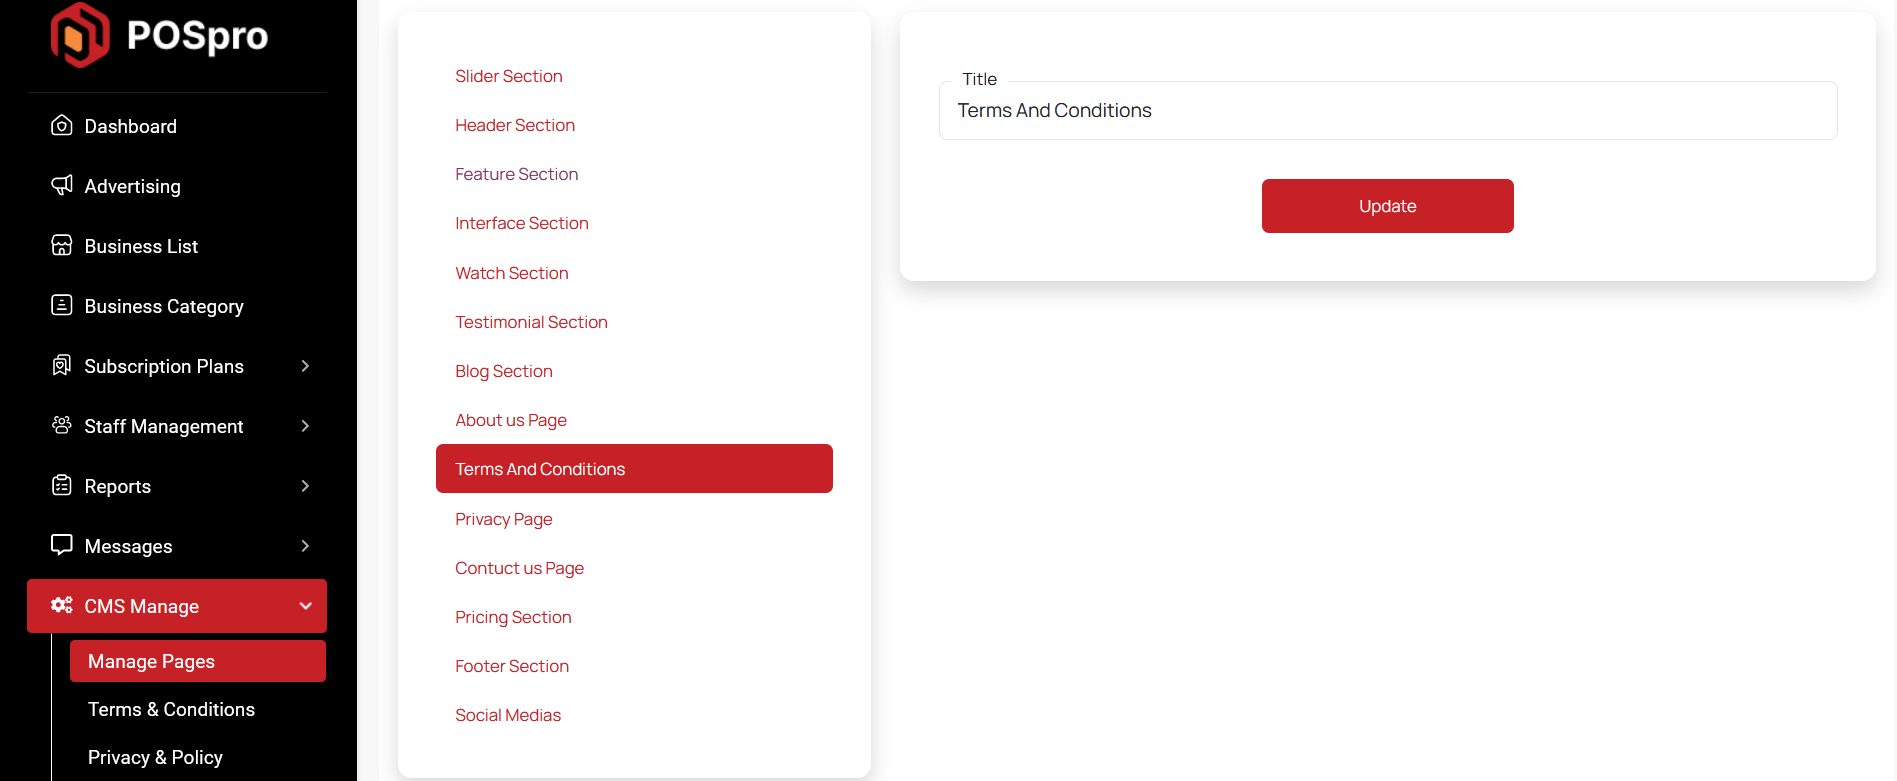 POSpro
Dashboard
Advertising
Business List
Business Category
Subscription Plans
Staff Management
Reports
Messages
CMS Manage
Manage Pages
Terms & Conditions
Privacy & Policy
Slider Section
Header Section
Feature Section
Interface Section
Watch Section
Testimonial Section
Blog Section
About us Page
Terms And Conditions
Privacy Page
Contuct us Page
Pricing Section
Footer Section
Social Medias
Title
Terms And Conditions
Update